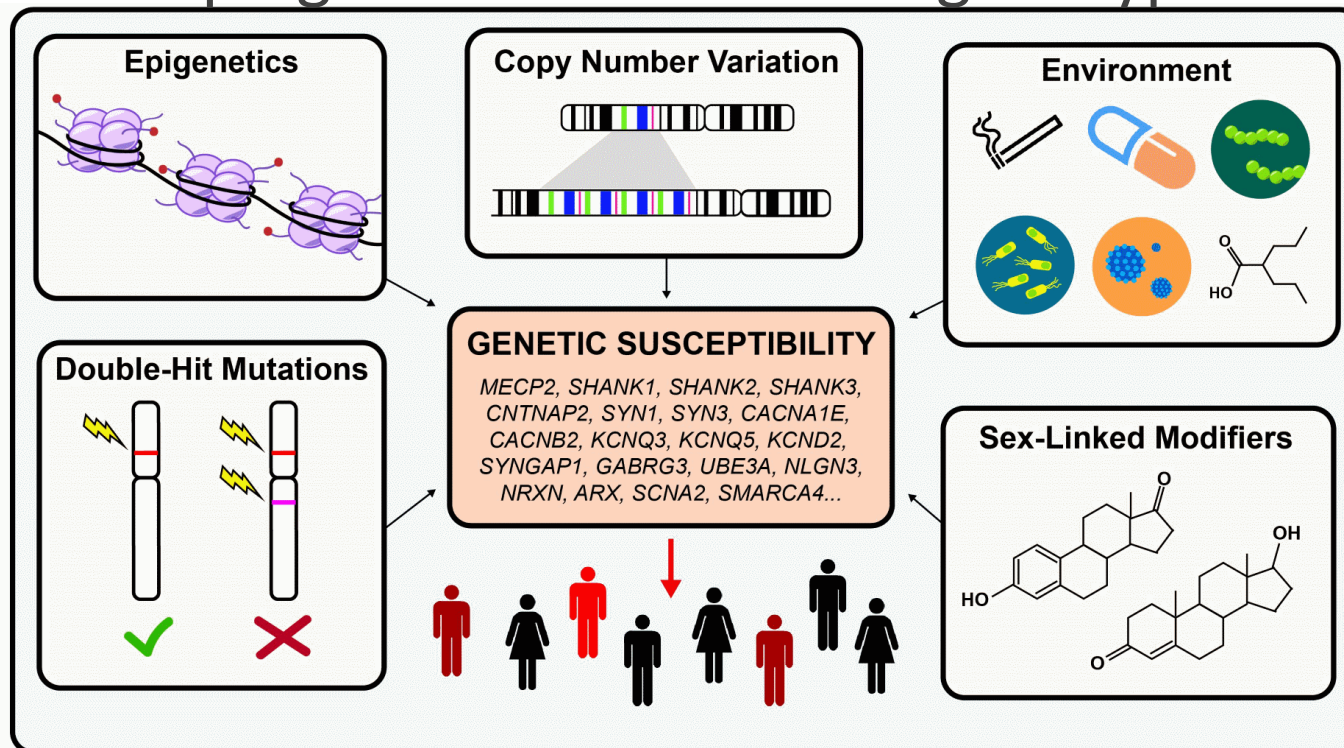 Epigenetics
Copy Number Variation
Environment
O
HO
Double-Hit Mutations
GENETIC SUSCEPTIBILITY
MECP2, SHANK1, SHANK2, SHANK3,
CNTNAP2, SYN1, SYN3, CACNA1E,
CACNB2, KCNQ3, KCNQ5, KCND2,
SYNGAP1, GABRG3, UBE3A, NLGN3,
NRXN, ARX, SCNA2, SMARCA4...
Sex-Linked Modifiers
O
HO
OH
O